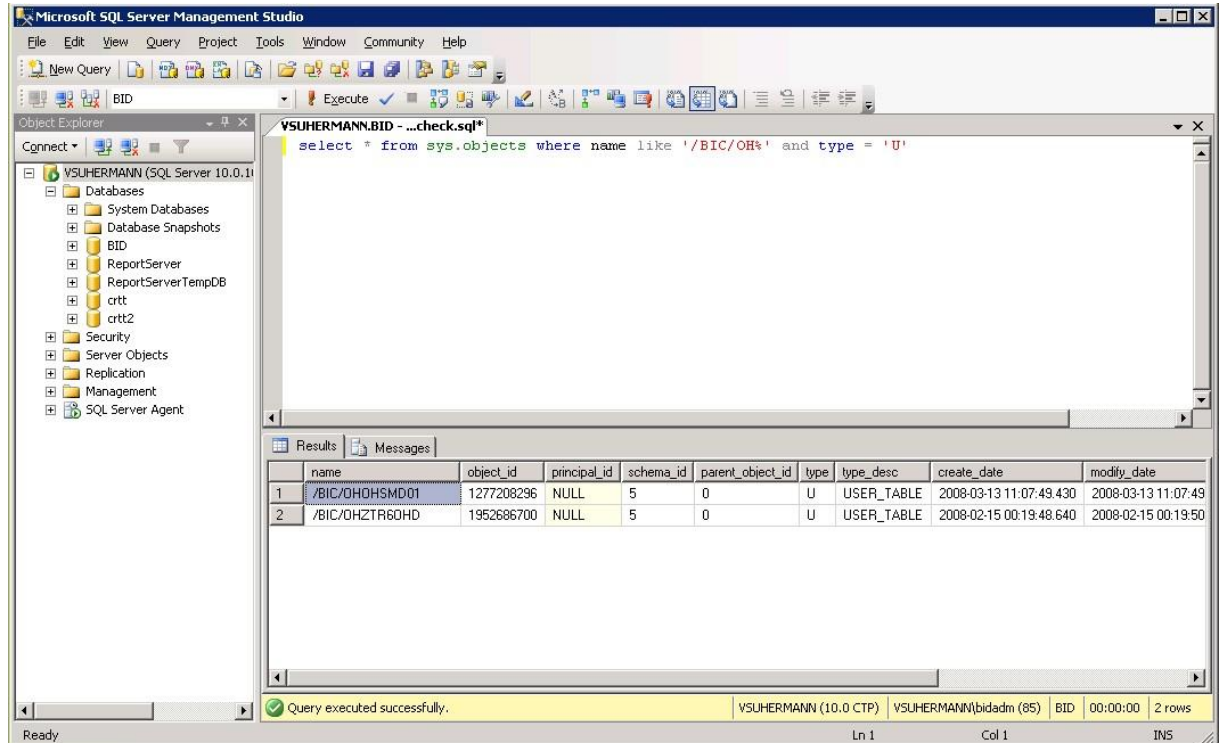 Microsoft SQL Server Management Studio
File Edit View Query Project Tools Window Community Help
New Query
BID Execute
Object Explorer
VSUHERMANN.BID - ...check.sql*
Connect
select * from sys.objects where name like '/BIC/OH%' and type = 'U'
VSUHERMANN (SQL Server 10.0.1
Databases
System Databases
Database Snapshots
BID
ReportServer
ReportServerTempDB
crtt
crtt2
Security
Server Objects
Replication
Management
SQL Server Agent
Results Messages
name object_id principal_id schema_id parent_object_id type type_desc create_date modify_date
1 /BIC/OHOHSMD01 1277208296 NULL 5 0 U USER_TABLE 2008-03-13 11:07:49.430 2008-03-13 11:07:49
2 /BIC/OHZTR6OHD 1952686700 NULL 5 0 U USER_TABLE 2008-02-15 00:19:48.640 2008-02-15 00:19:50
Query executed successfully. VSUHERMANN (10.0 CTP) VSUHERMANN\bidadm (85) BID 00:00:00 2 rows
Ready Ln 1 Col 1 INS